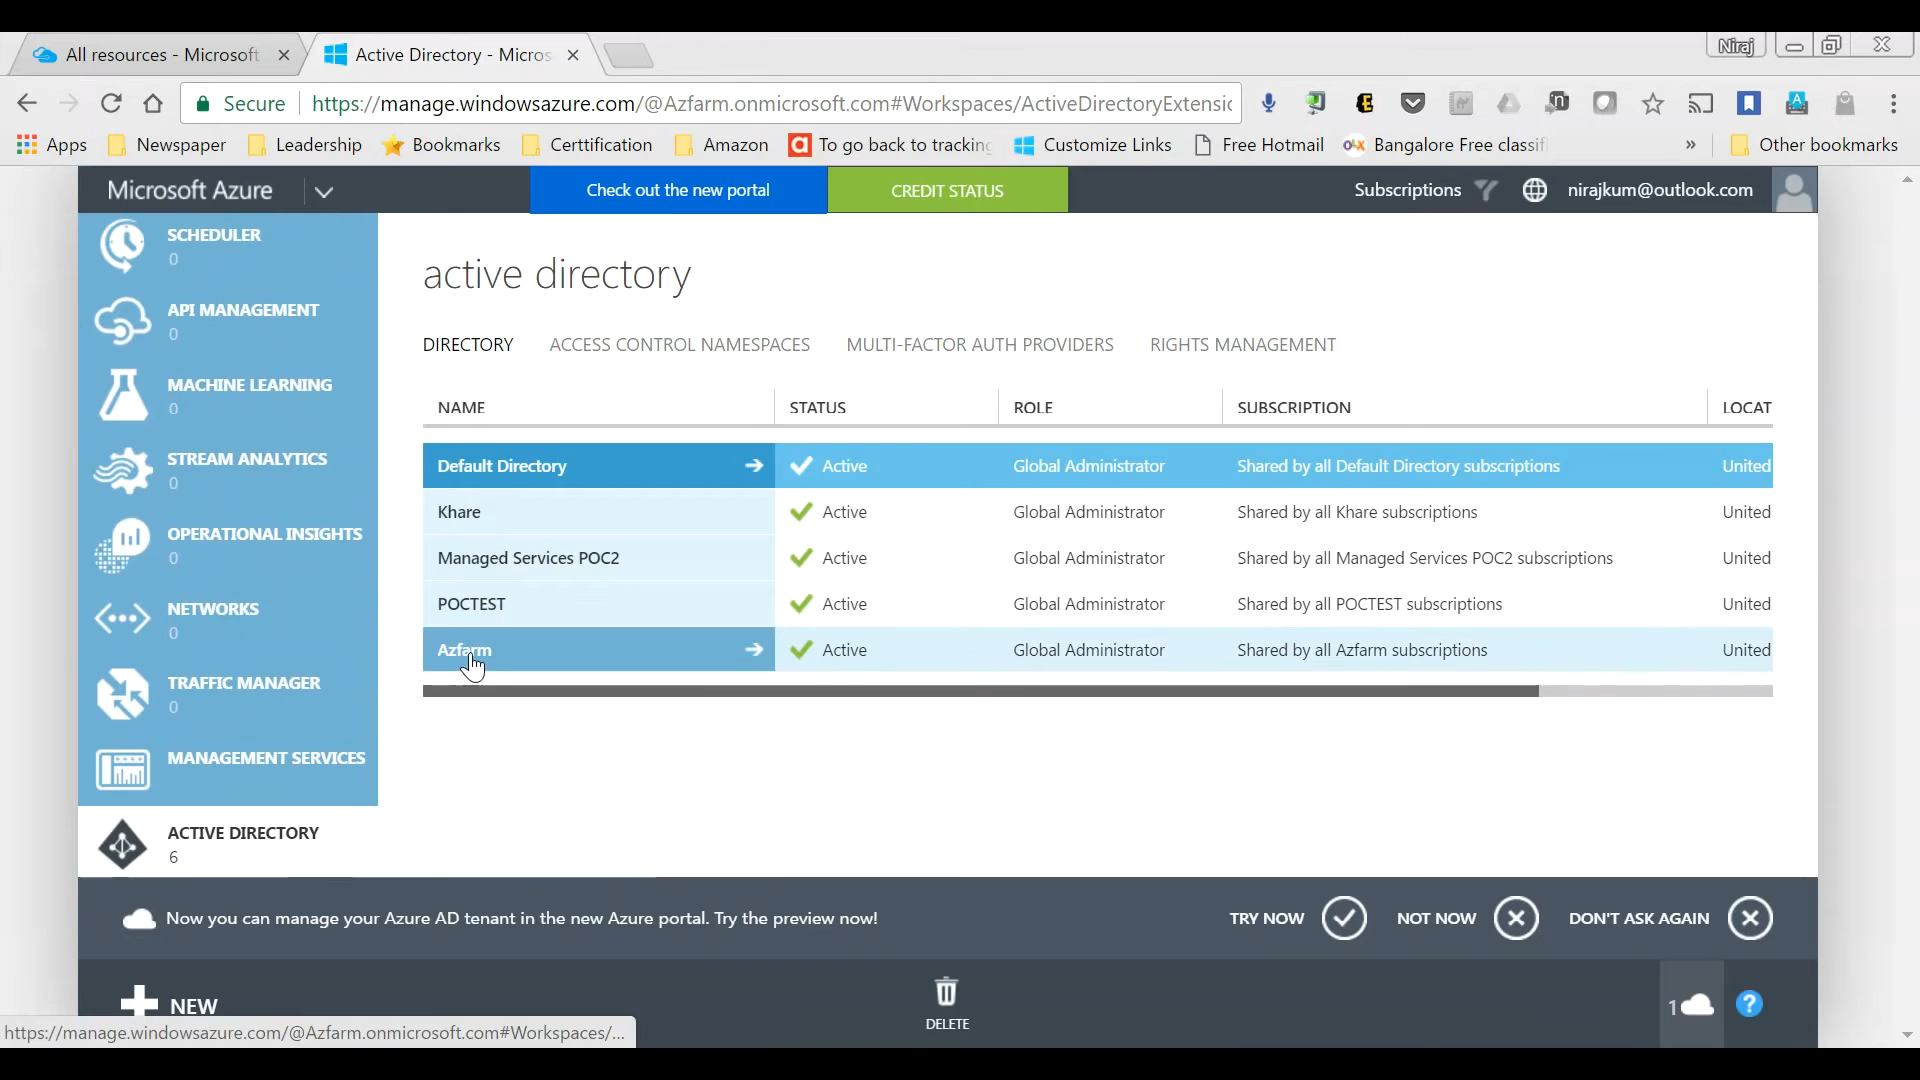 All resources - Microsoft
Active Directory - Micros
Niraj
Secure
https://manage.windowsazure.com/@Azfarm.onmicrosoft.com#Workspaces/ActiveDirectoryExtensio
Apps
Newspaper
Leadership
Bookmarks
Certtification
Amazon
To go back to tracking
Customize Links
Free Hotmail
Bangalore Free classif
»
Other bookmarks
Microsoft Azure
Check out the new portal
CREDIT STATUS
Subscriptions
nirajkum@outlook.com
SCHEDULER
0
API MANAGEMENT
0
MACHINE LEARNING
0
STREAM ANALYTICS
0
OPERATIONAL INSIGHTS
0
NETWORKS
0
TRAFFIC MANAGER
0
MANAGEMENT SERVICES
ACTIVE DIRECTORY
6
active directory
DIRECTORY ACCESS CONTROL NAMESPACES MULTI-FACTOR AUTH PROVIDERS RIGHTS MANAGEMENT
NAME STATUS ROLE SUBSCRIPTION LOCAT
Default Directory Active Global Administrator Shared by all Default Directory subscriptions United
Khare Active Global Administrator Shared by all Khare subscriptions United
Managed Services POC2 Active Global Administrator Shared by all Managed Services POC2 subscriptions United
POCTEST Active Global Administrator Shared by all POCTEST subscriptions United
Azfarm Active Global Administrator Shared by all Azfarm subscriptions United
Now you can manage your Azure AD tenant in the new Azure portal. Try the preview now!
TRY NOW
NOT NOW
DON'T ASK AGAIN
NEW
DELETE
1
?
https://manage.windowsazure.com/@Azfarm.onmicrosoft.com#Workspaces/...